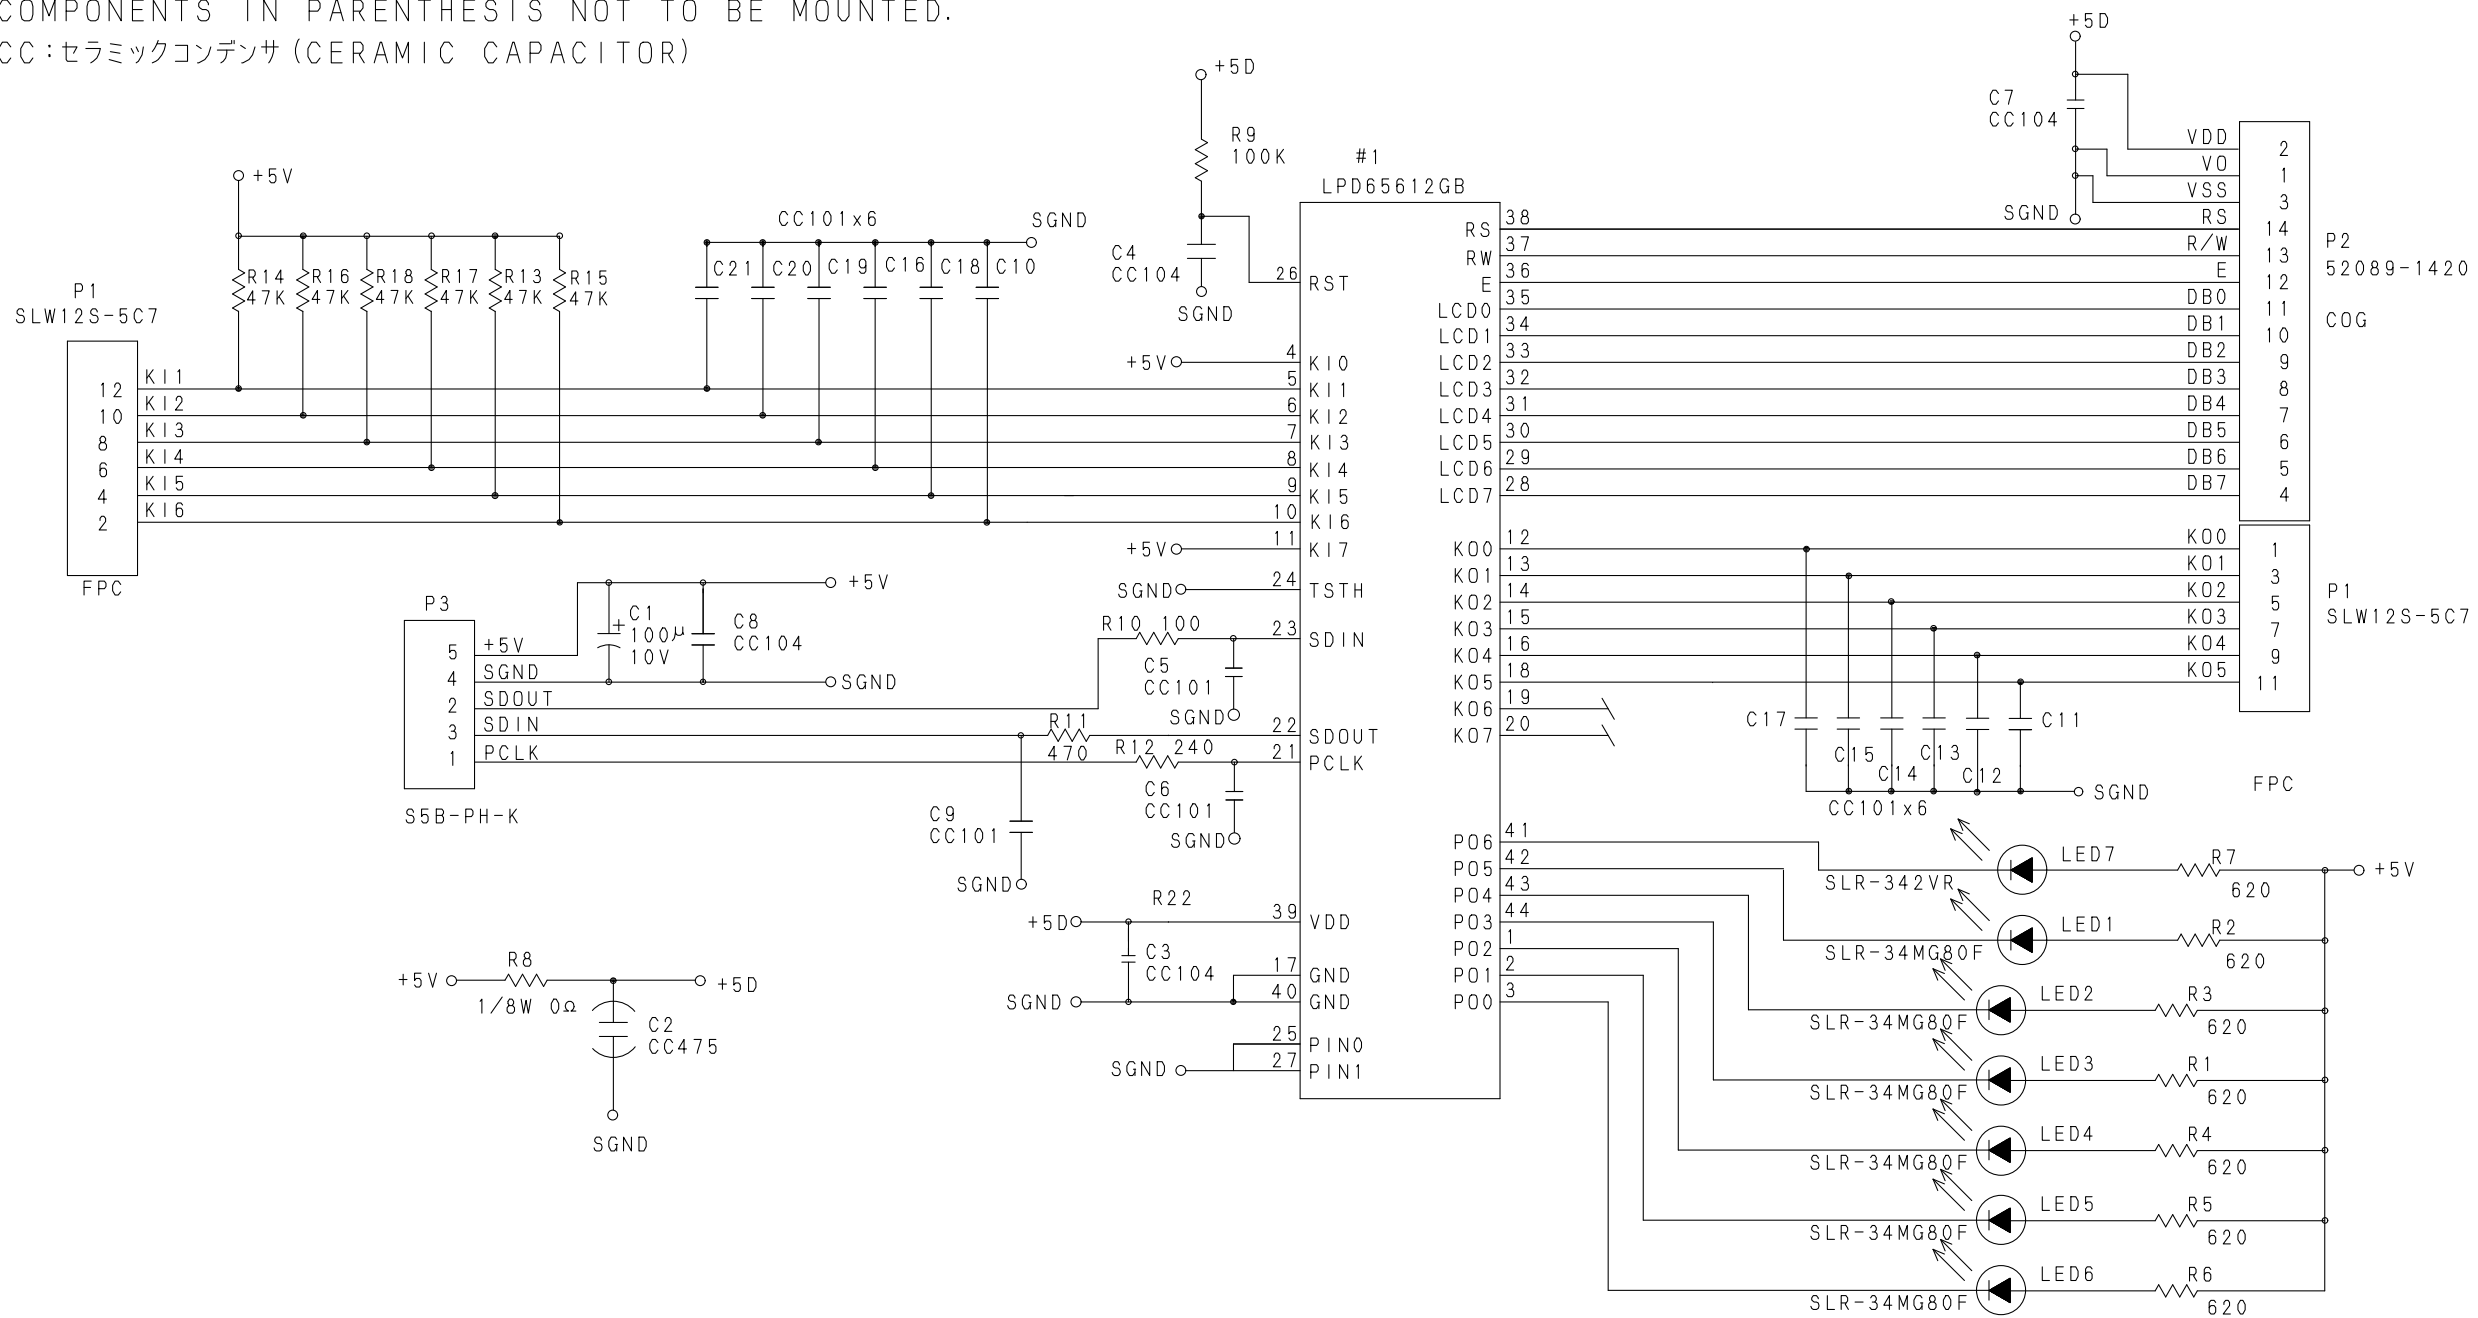 COMPONENTS IN PARENTHESIS NOT TO BE MOUNTED.
CC:セラミックコンデンサ(CERAMIC CAPACITOR)
+5V
R14
47K
R16
47K
R18
47K
R17
47K
R13
47K
R15
47K
CC101x6
SGND
C21
C20
C19
C16
C18
C10
P1
SLW12S-5C7
12 KI1
10 KI2
8 KI3
6 KI4
4 KI5
2 KI6
FPC
+5D
R9
100K
C4
CC104
SGND
#1
LPD65612GB
26 RST
+5V 4 KI0
5 KI1
6 KI2
7 KI3
8 KI4
9 KI5
10 KI6
+5V 11 KI7
SGND 24 TSTH
23 SDIN
22 SDOUT
21 PCLK
39 VDD
17 GND
40 GND
25 PIN0
27 PIN1
RS 38
RW 37
E 36
LCD0 35
LCD1 34
LCD2 33
LCD3 32
LCD4 31
LCD5 30
LCD6 29
LCD7 28
KO0 12
KO1 13
KO2 14
KO3 15
KO4 16
KO5 18
KO6 19
KO7 20
PO6 41
PO5 42
PO4 43
PO3 44
PO2 1
PO1 2
PO0 3
P3
5 +5V
4 SGND
2 SDOUT
3 SDIN
1 PCLK
S5B-PH-K
+5V
C1
+
100μ
10V
C8
CC104
SGND
R10 100
C5
CC101
SGND
R11
470
R12 240
C6
CC101
SGND
C9
CC101
SGND
R22
+5D
C3
CC104
SGND
SGND
+5V
R8
1/8W 0Ω
+5D
C2
CC475
SGND
+5D
C7
CC104
SGND
VDD 2
VO 1
VSS 3
RS 14
R/W 13
E 12
DB0 11
DB1 10
DB2 9
DB3 8
DB4 7
DB5 6
DB6 5
DB7 4
P2
52089-1420
COG
KO0 1
KO1 3
KO2 5
KO3 7
KO4 9
KO5 11
P1
SLW12S-5C7
FPC
C17
C15
C14
C13
C12
C11
CC101x6
SGND
LED7
SLR-342VR
R7
620
+5V
LED1
SLR-34MG80F
R2
620
LED2
SLR-34MG80F
R3
620
LED3
SLR-34MG80F
R1
620
LED4
SLR-34MG80F
R4
620
LED5
SLR-34MG80F
R5
620
LED6
SLR-34MG80F
R6
620